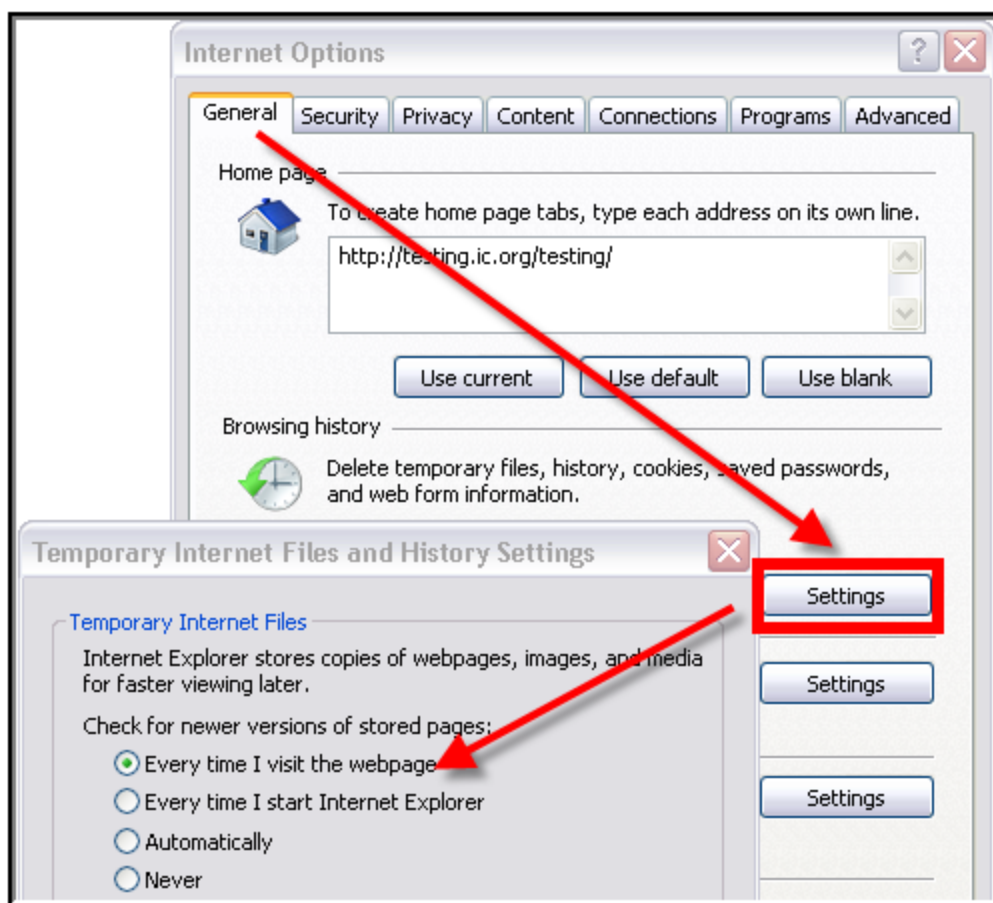 Internet Options
General Security Privacy Content Connections Programs Advanced
Home page
To create home page tabs, type each address on its own line.
http://testing.ic.org/testing/
Use current Use default Use blank
Browsing history
Delete temporary files, history, cookies, saved passwords,
and web form information.
Temporary Internet Files and History Settings
Settings
Temporary Internet Files
Internet Explorer stores copies of webpages, images, and media
for faster viewing later.
Settings
Check for newer versions of stored pages:
Every time I visit the webpage
Every time I start Internet Explorer
Settings
Automatically
Never